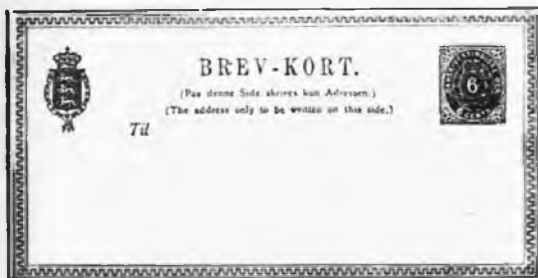 BREV-KORT.
(Paa denne Side skrives kun Adressen.)
(The address only to be written on this side.)
Til
6